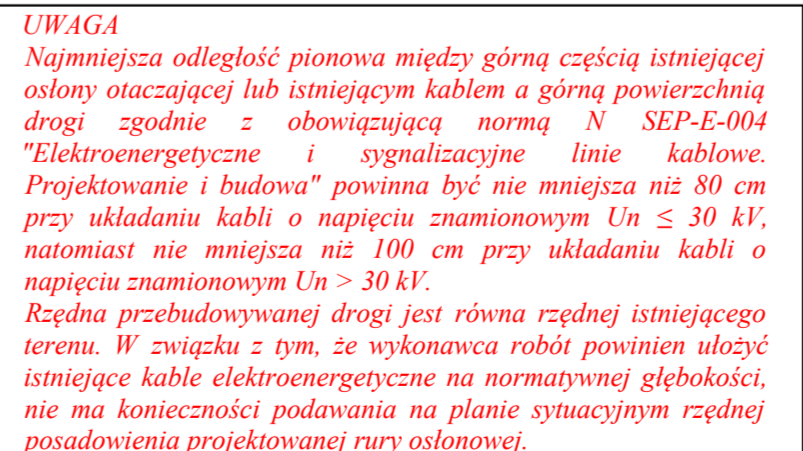 UWAGA
Najmniejsza odległość pionowa między górną częścią istniejącej
osłony otaczającej lub istniejącym kablem a górną powierzchnią
drogi zgodnie z obowiązującą normą N SEP-E-004
"Elektroenergetyczne i sygnalizacyjne linie kablowe.
Projektowanie i budowa" powinna być nie mniejsza niż 80 cm
przy układaniu kabli o napięciu znamionowym Un ≤ 30 kV,
natomiast nie mniejsza niż 100 cm przy układaniu kabli o
napięciu znamionowym Un > 30 kV.
Rzędna przebudowywanej drogi jest równa rzędnej istniejącego
terenu. W związku z tym, że wykonawca robót powinien ułożyć
istniejące kable elektroenergetyczne na normatywnej głębokości,
nie ma konieczności podawania na planie sytuacyjnym rzędnej
posadowienia projektowanej rury osłonowej.